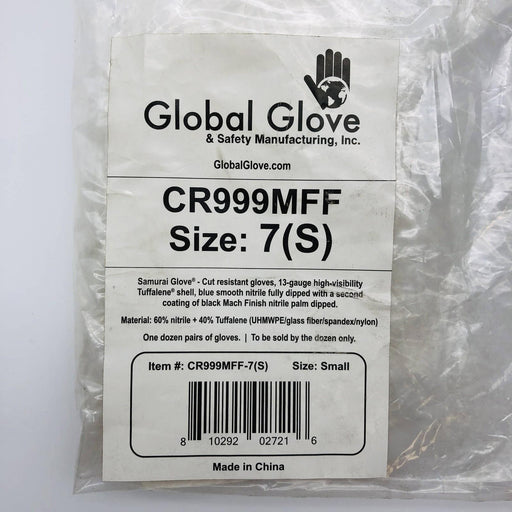 Global Glove
& Safety Manufacturing, Inc.
GlobalGlove.com
CR999MFF
Size: 7(S)
Samurai Glove® - Cut resistant gloves, 13-gauge high-visibility
Tuffalene® shell, blue smooth nitrile fully dipped with a second
coating of black Mach Finish nitrile palm dipped.
Material: 60% nitrile + 40% Tuffalene (UHMWPE/glass fiber/spandex/nylon)
One dozen pairs of gloves. | To be sold by the dozen only.
Item #: CR999MFF-7(S) Size: Small
8 10292 02721 6
Made in China